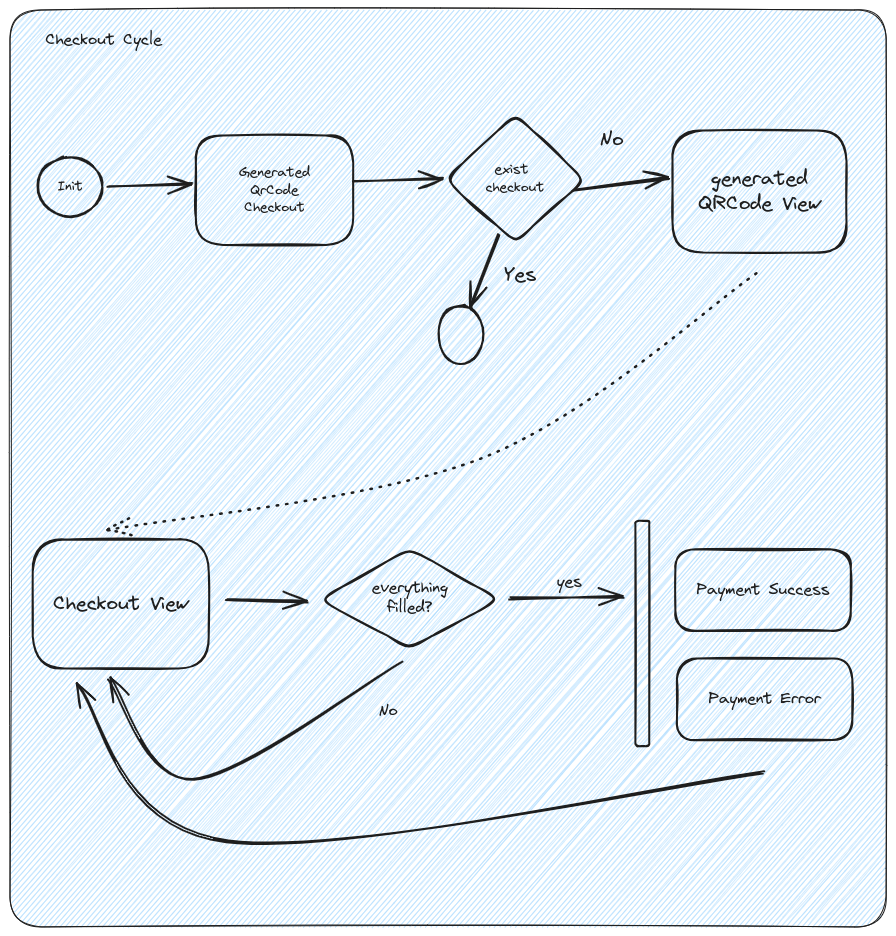 Checkout Cycle
Init
Generated
QrCode
Checkout
exist
checkout
No
generated
QRCode View
Yes
Checkout View
everything
filled?
yes
Payment Success
Payment Error
No